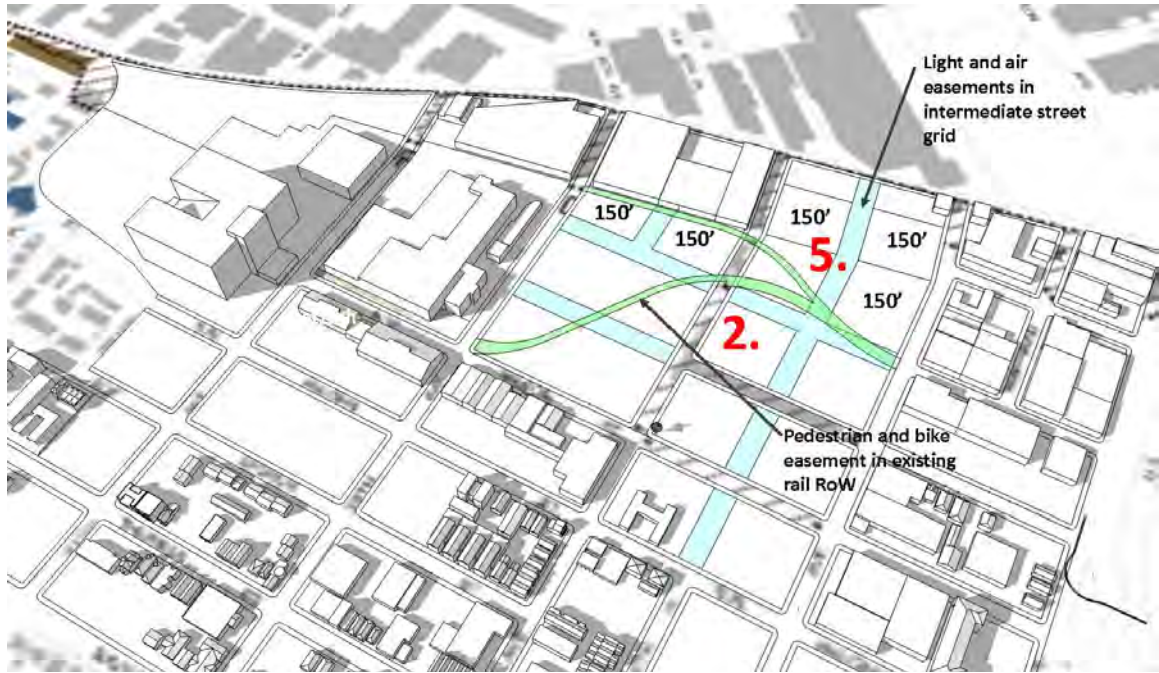 Light and air
easements in
intermediate street
grid
150'
150'
150'
150'
5.
150'
2.
Pedestrian and bike
easement in existing
rail RoW